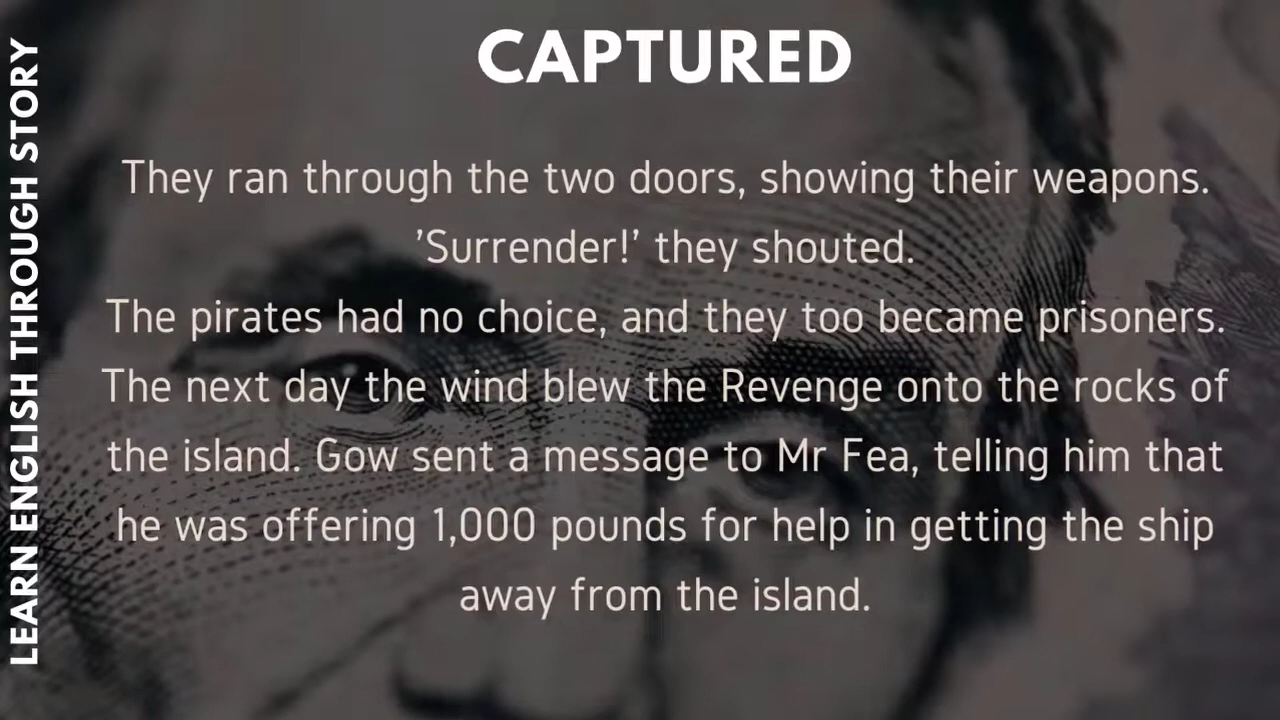 CAPTURED
They ran through the two doors, showing their weapons.
’Surrender!’ they shouted.
The pirates had no choice, and they too became prisoners.
The next day the wind blew the Revenge onto the rocks of
the island. Gow sent a message to Mr Fea, telling him that
he was offering 1,000 pounds for help in getting the ship
away from the island.
LEARN ENGLISH THROUGH STORY